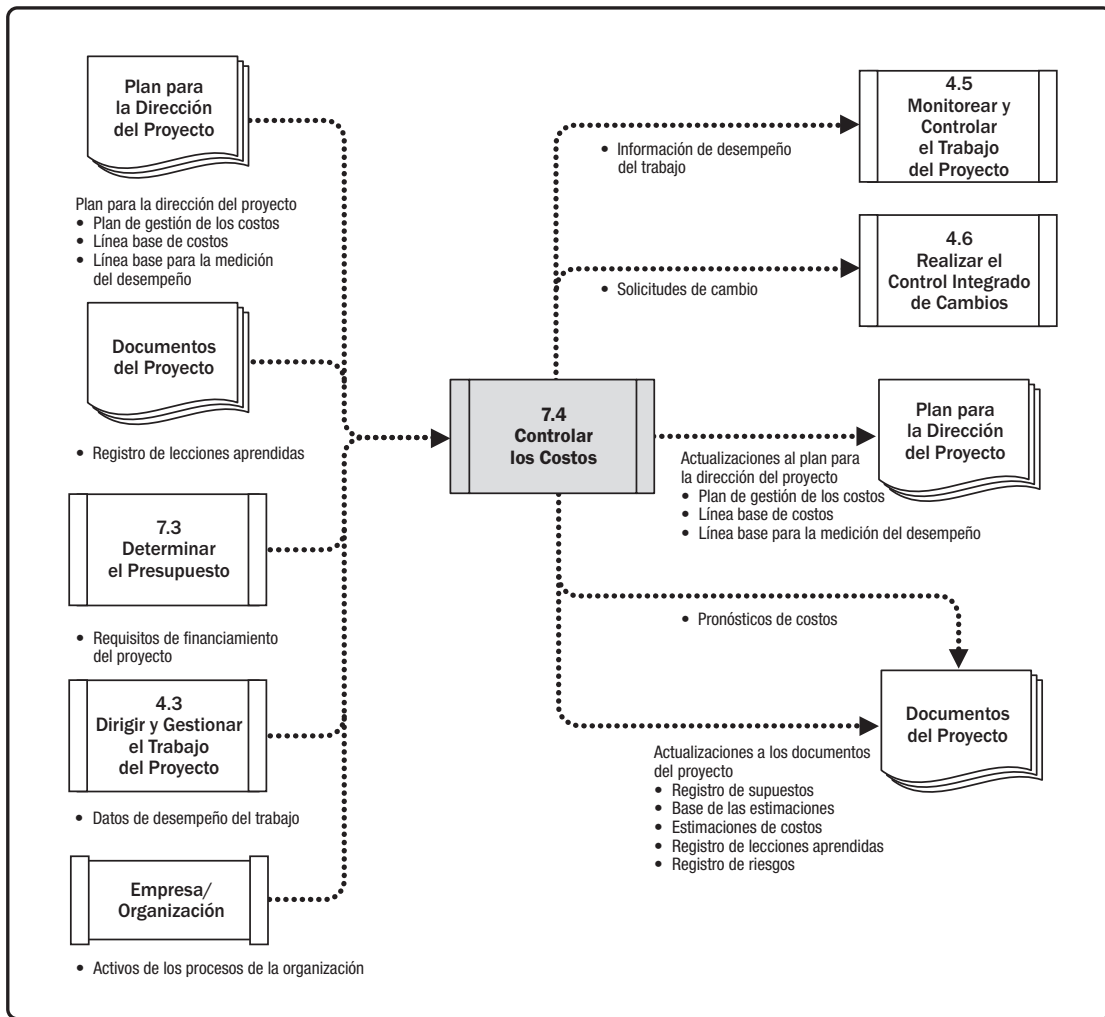 Plan para
la Dirección
del Proyecto
Plan para la dirección del proyecto
• Plan de gestión de los costos
• Línea base de costos
• Línea base para la medición
del desempeño
Documentos
del Proyecto
• Registro de lecciones aprendidas
7.3
Determinar
el Presupuesto
• Requisitos de financiamiento
del proyecto
4.3
Dirigir y Gestionar
el Trabajo
del Proyecto
• Datos de desempeño del trabajo
Empresa/
Organización
• Activos de los procesos de la organización
7.4
Controlar
los Costos
• Información de desempeño
del trabajo
4.5
Monitorear y
Controlar
el Trabajo
del Proyecto
• Solicitudes de cambio
4.6
Realizar el
Control Integrado
de Cambios
Actualizaciones al plan para
la dirección del proyecto
• Plan de gestión de los costos
• Línea base de costos
• Línea base para la medición del desempeño
Plan para
la Dirección
del Proyecto
• Pronósticos de costos
Actualizaciones a los documentos
del proyecto
• Registro de supuestos
• Base de las estimaciones
• Estimaciones de costos
• Registro de lecciones aprendidas
• Registro de riesgos
Documentos
del Proyecto